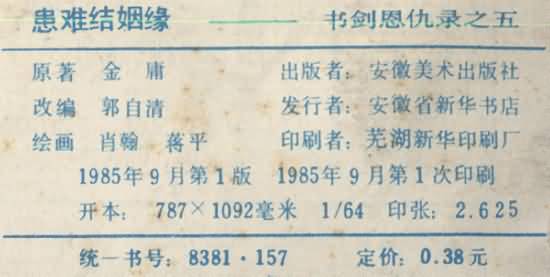 患难结姻缘 —— 书剑恩仇录之五
原著 金庸 出版者：安徽美术出版社
改编 郭自清 发行者：安徽省新华书店
绘画 肖翰 蒋平 印刷者：芜湖新华印刷厂
1985年9月第1版 1985年9月第1次印刷
开本：787×1092毫米 1/64 印张：2.625
统一书号：8381·157 定价：0.38元